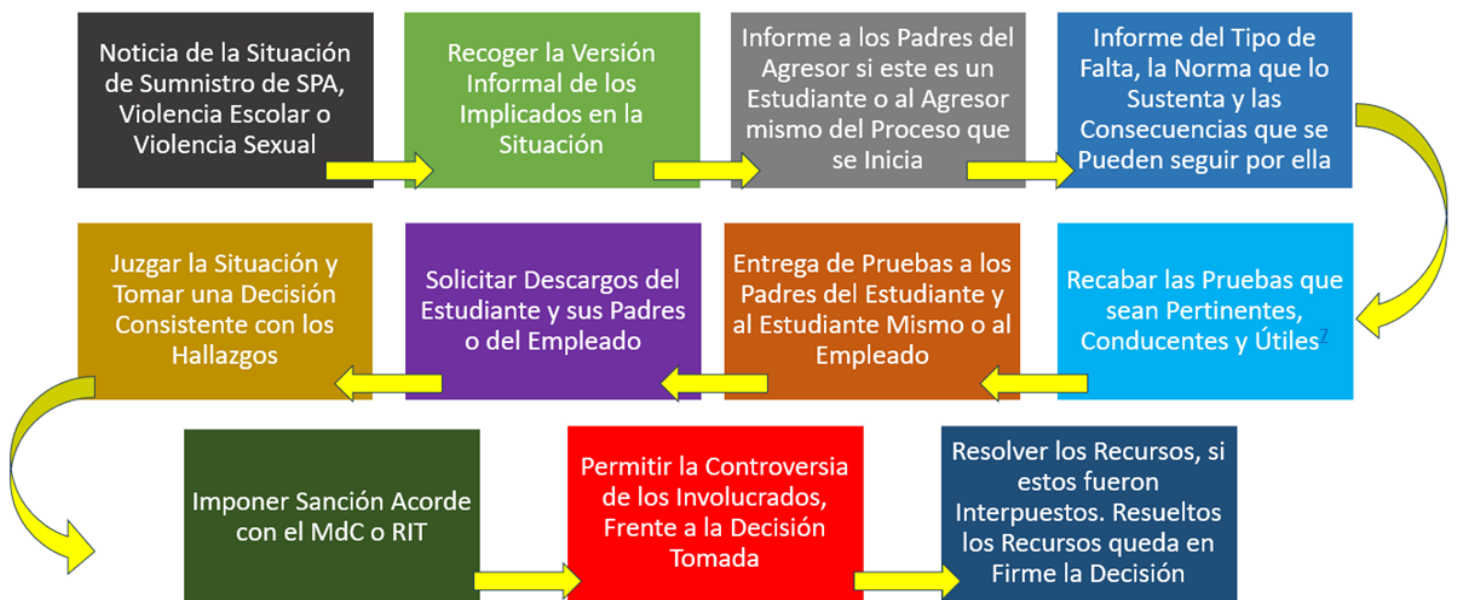 Noticia de la Situación
de Sumnistro de SPA,
Violencia Escolar o
Violencia Sexual
Recoger la Versión
Informal de los
Implicados en la
Situación
Informe a los Padres del
Agresor si este es un
Estudiante o al Agresor
mismo del Proceso que
se Inicia
Informe del Tipo de
Falta, la Norma que lo
Sustenta y las
Consecuencias que se
Pueden seguir por ella
Recabar las Pruebas que
sean Pertinentes,
Conducentes y Útiles7
Entrega de Pruebas a los
Padres del Estudiante y
al Estudiante Mismo o al
Empleado
Solicitar Descargos del
Estudiante y sus Padres
o del Empleado
Juzgar la Situación y
Tomar una Decisión
Consistente con los
Hallazgos
Imponer Sanción Acorde
con el MdC o RIT
Permitir la Controversia
de los Involucrados,
Frente a la Decisión
Tomada
Resolver los Recursos, si
estos fueron
Interpuestos. Resueltos
los Recursos queda en
Firme la Decisión